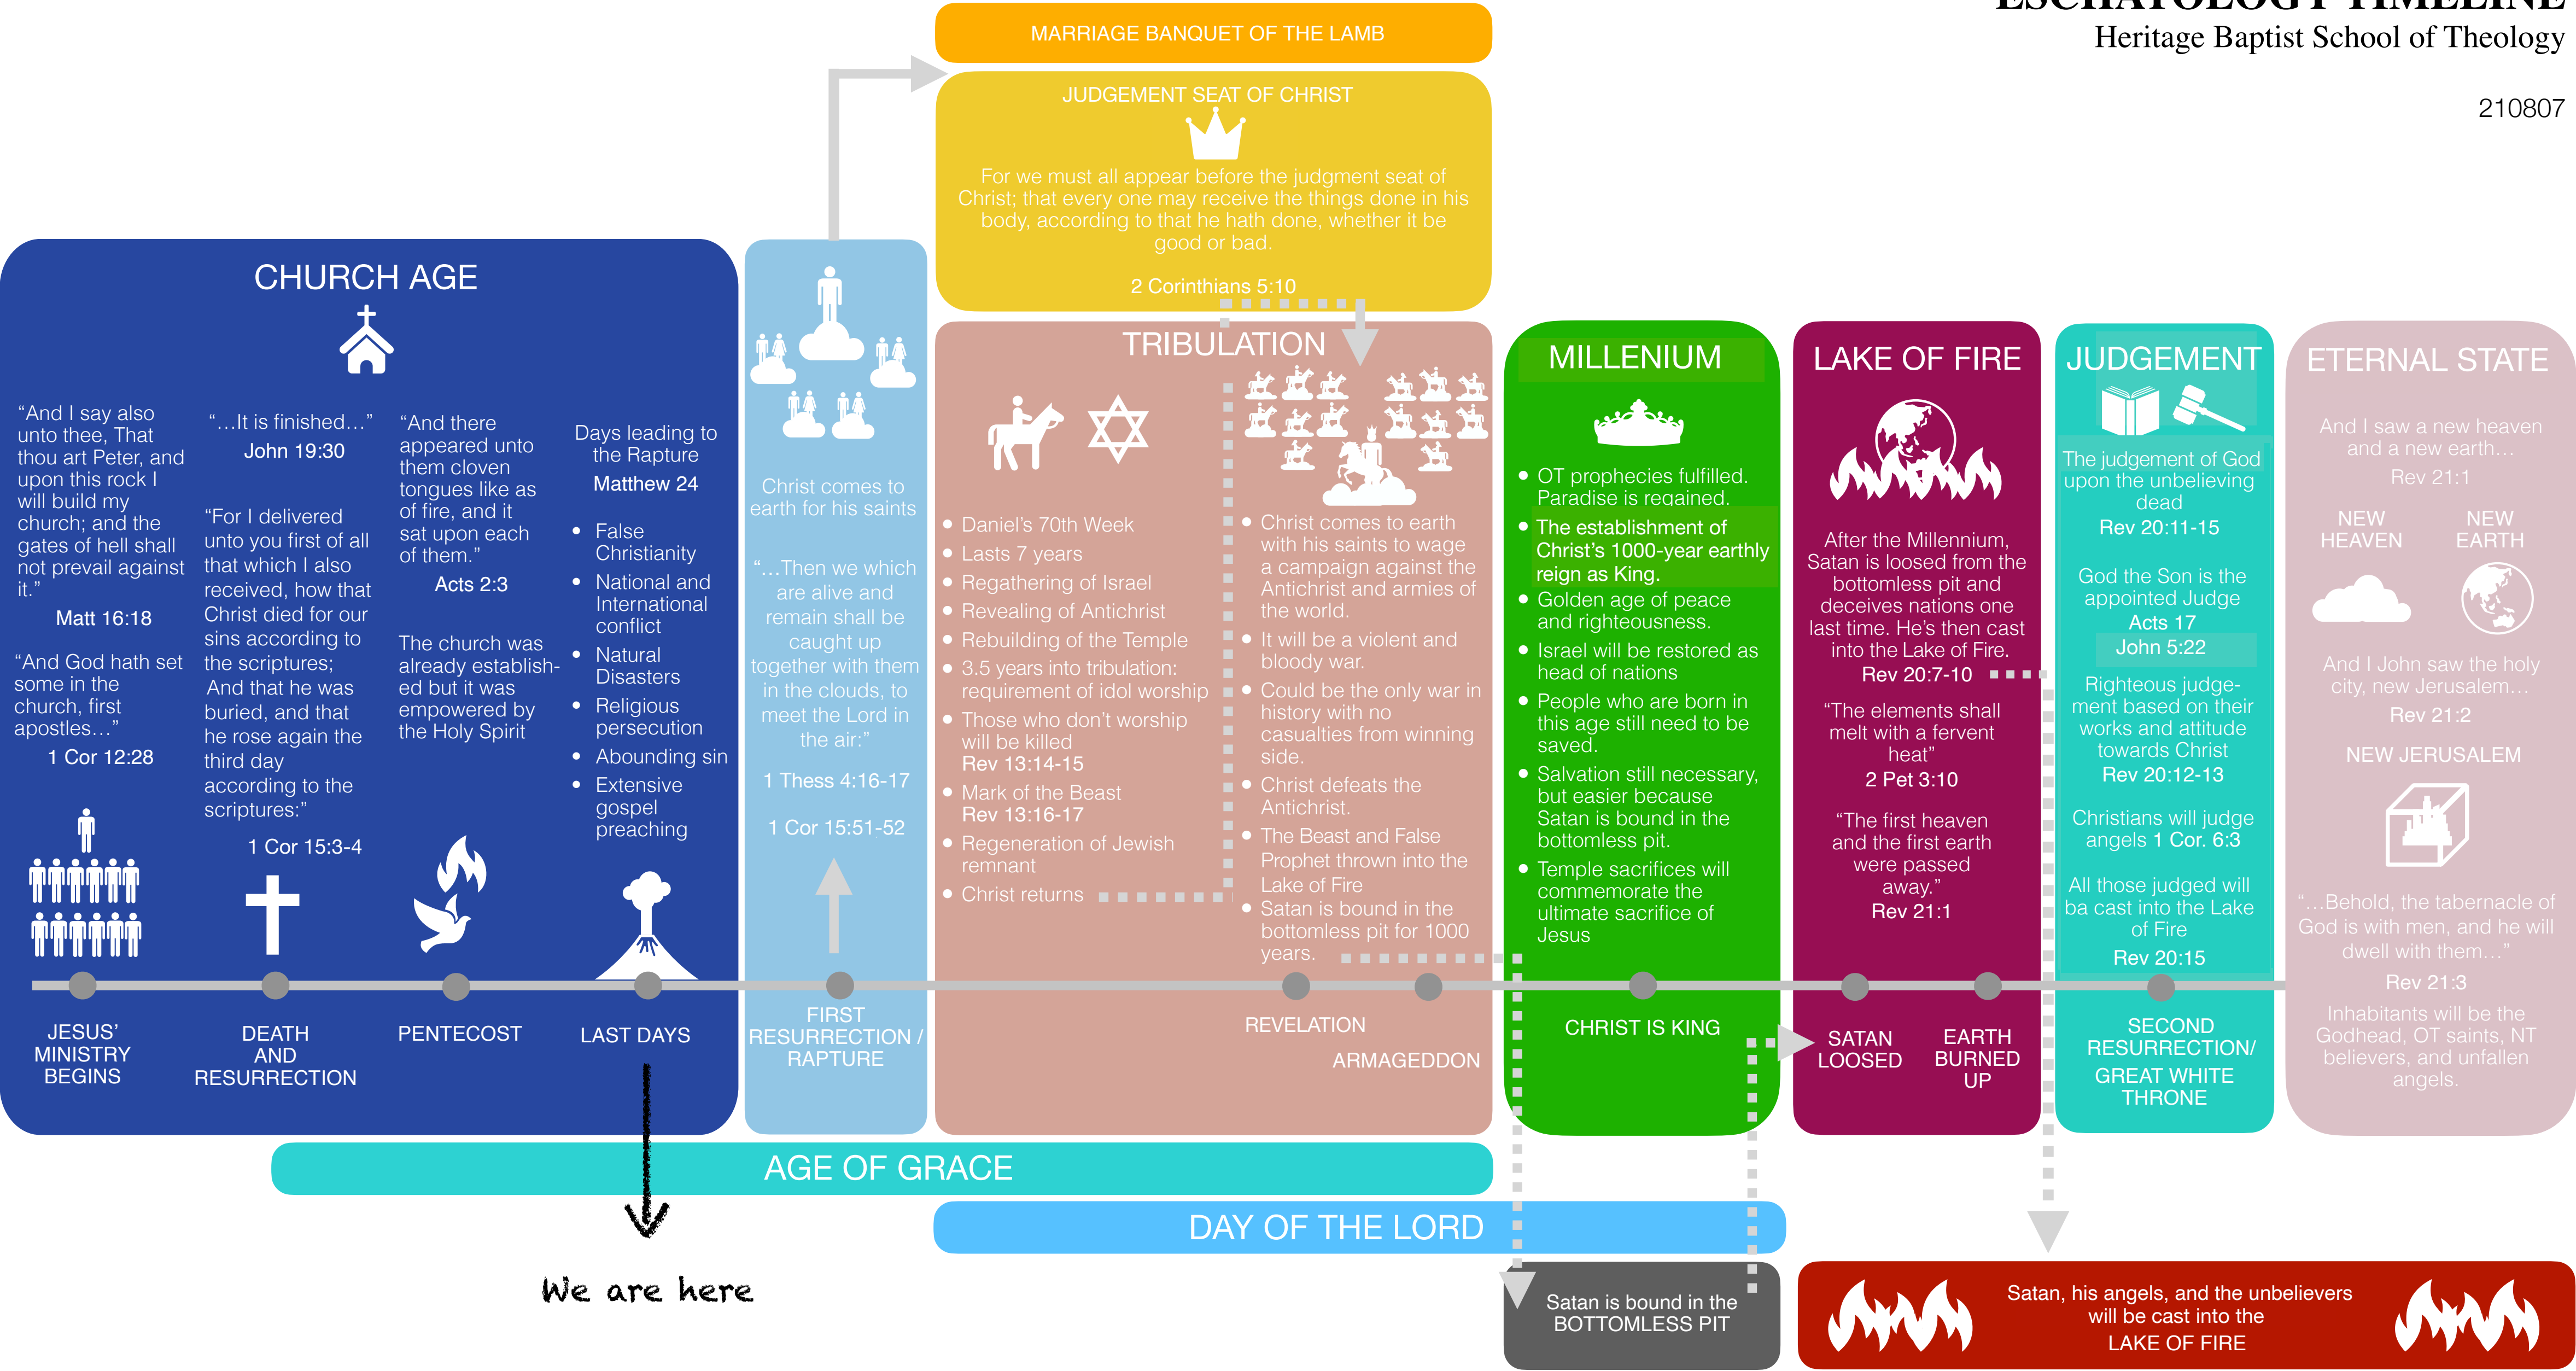 ESCHATOLOGY TIMELINE
Heritage Baptist School of Theology
210807
MARRIAGE BANQUET OF THE LAMB
JUDGEMENT SEAT OF CHRIST
For we must all appear before the judgment seat of
Christ; that every one may receive the things done in his
body, according to that he hath done, whether it be
good or bad.
2 Corinthians 5:10
CHURCH AGE
“And I say also
unto thee, That
thou art Peter, and
upon this rock I
will build my
church; and the
gates of hell shall
not prevail against
it.”
Matt 16:18
“And God hath set
some in the
church, first
apostles…”
1 Cor 12:28
JESUS’
MINISTRY
BEGINS
“…It is finished…”
John 19:30
“For I delivered
unto you first of all
that which I also
received, how that
Christ died for our
sins according to
the scriptures;
And that he was
buried, and that
he rose again the
third day
according to the
scriptures:”
1 Cor 15:3-4
DEATH
AND
RESURRECTION
“And there
appeared unto
them cloven
tongues like as
of fire, and it
sat upon each
of them.”
Acts 2:3
The church was
already establish-
ed but it was
empowered by
the Holy Spirit
PENTECOST
Days leading to
the Rapture
Matthew 24
• False
Christianity
• National and
International
conflict
• Natural
Disasters
• Religious
persecution
• Abounding sin
• Extensive
gospel
preaching
LAST DAYS
Christ comes to
earth for his saints
“…Then we which
are alive and
remain shall be
caught up
together with them
in the clouds, to
meet the Lord in
the air:”
1 Thess 4:16-17
1 Cor 15:51-52
FIRST
RESURRECTION /
RAPTURE
TRIBULATION
• Daniel’s 70th Week
• Lasts 7 years
• Regathering of Israel
• Revealing of Antichrist
• Rebuilding of the Temple
• 3.5 years into tribulation:
requirement of idol worship
• Those who don’t worship
will be killed
Rev 13:14-15
• Mark of the Beast
Rev 13:16-17
• Regeneration of Jewish
remnant
• Christ returns
• Christ comes to earth
with his saints to wage
a campaign against the
Antichrist and armies of
the world.
• It will be a violent and
bloody war.
• Could be the only war in
history with no
casualties from winning
side.
• Christ defeats the
Antichrist.
• The Beast and False
Prophet thrown into the
Lake of Fire
• Satan is bound in the
bottomless pit for 1000
years.
REVELATION
ARMAGEDDON
MILLENIUM
• OT prophecies fulfilled.
Paradise is regained.
• The establishment of
Christ’s 1000-year earthly
reign as King.
• Golden age of peace
and righteousness.
• Israel will be restored as
head of nations
• People who are born in
this age still need to be
saved.
• Salvation still necessary,
but easier because
Satan is bound in the
bottomless pit.
• Temple sacrifices will
commemorate the
ultimate sacrifice of
Jesus
CHRIST IS KING
LAKE OF FIRE
After the Millennium,
Satan is loosed from the
bottomless pit and
deceives nations one
last time. He’s then cast
into the Lake of Fire.
Rev 20:7-10
“The elements shall
melt with a fervent
heat”
2 Pet 3:10
“The first heaven
and the first earth
were passed
away.”
Rev 21:1
SATAN
LOOSED
EARTH
BURNED
UP
JUDGEMENT
The judgement of God
upon the unbelieving
dead
Rev 20:11-15
God the Son is the
appointed Judge
Acts 17
John 5:22
Righteous judge-
ment based on their
works and attitude
towards Christ
Rev 20:12-13
Christians will judge
angels 1 Cor. 6:3
All those judged will
ba cast into the Lake
of Fire
Rev 20:15
SECOND
RESURRECTION/
GREAT WHITE
THRONE
ETERNAL STATE
And I saw a new heaven
and a new earth…
Rev 21:1
NEW
HEAVEN
NEW
EARTH
And I John saw the holy
city, new Jerusalem…
Rev 21:2
NEW JERUSALEM
“…Behold, the tabernacle of
God is with men, and he will
dwell with them…”
Rev 21:3
Inhabitants will be the
Godhead, OT saints, NT
believers, and unfallen
angels.
AGE OF GRACE
DAY OF THE LORD
We are here
Satan is bound in the
BOTTOMLESS PIT
Satan, his angels, and the unbelievers
will be cast into the
LAKE OF FIRE